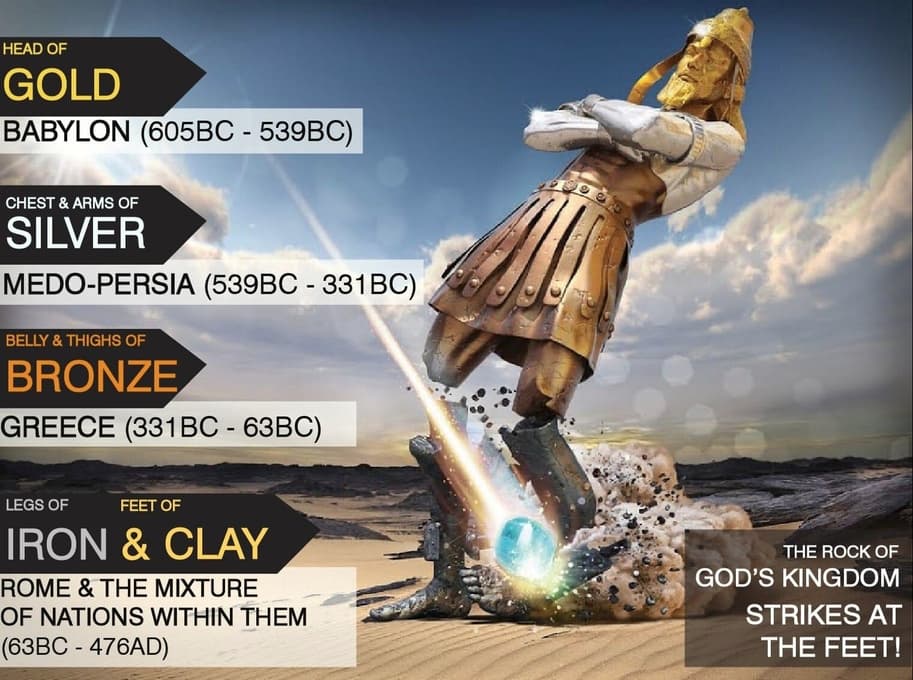 HEAD OF
GOLD
BABYLON (605BC - 539BC)
CHEST & ARMS OF
SILVER
MEDO-PERSIA (539BC - 331BC)
BELLY & THIGHS OF
BRONZE
GREECE (331BC - 63BC)
LEGS OF FEET OF
IRON & CLAY
ROME & THE MIXTURE
OF NATIONS WITHIN THEM
(63BC - 476AD)
THE ROCK OF
GOD'S KINGDOM
STRIKES AT
THE FEET!